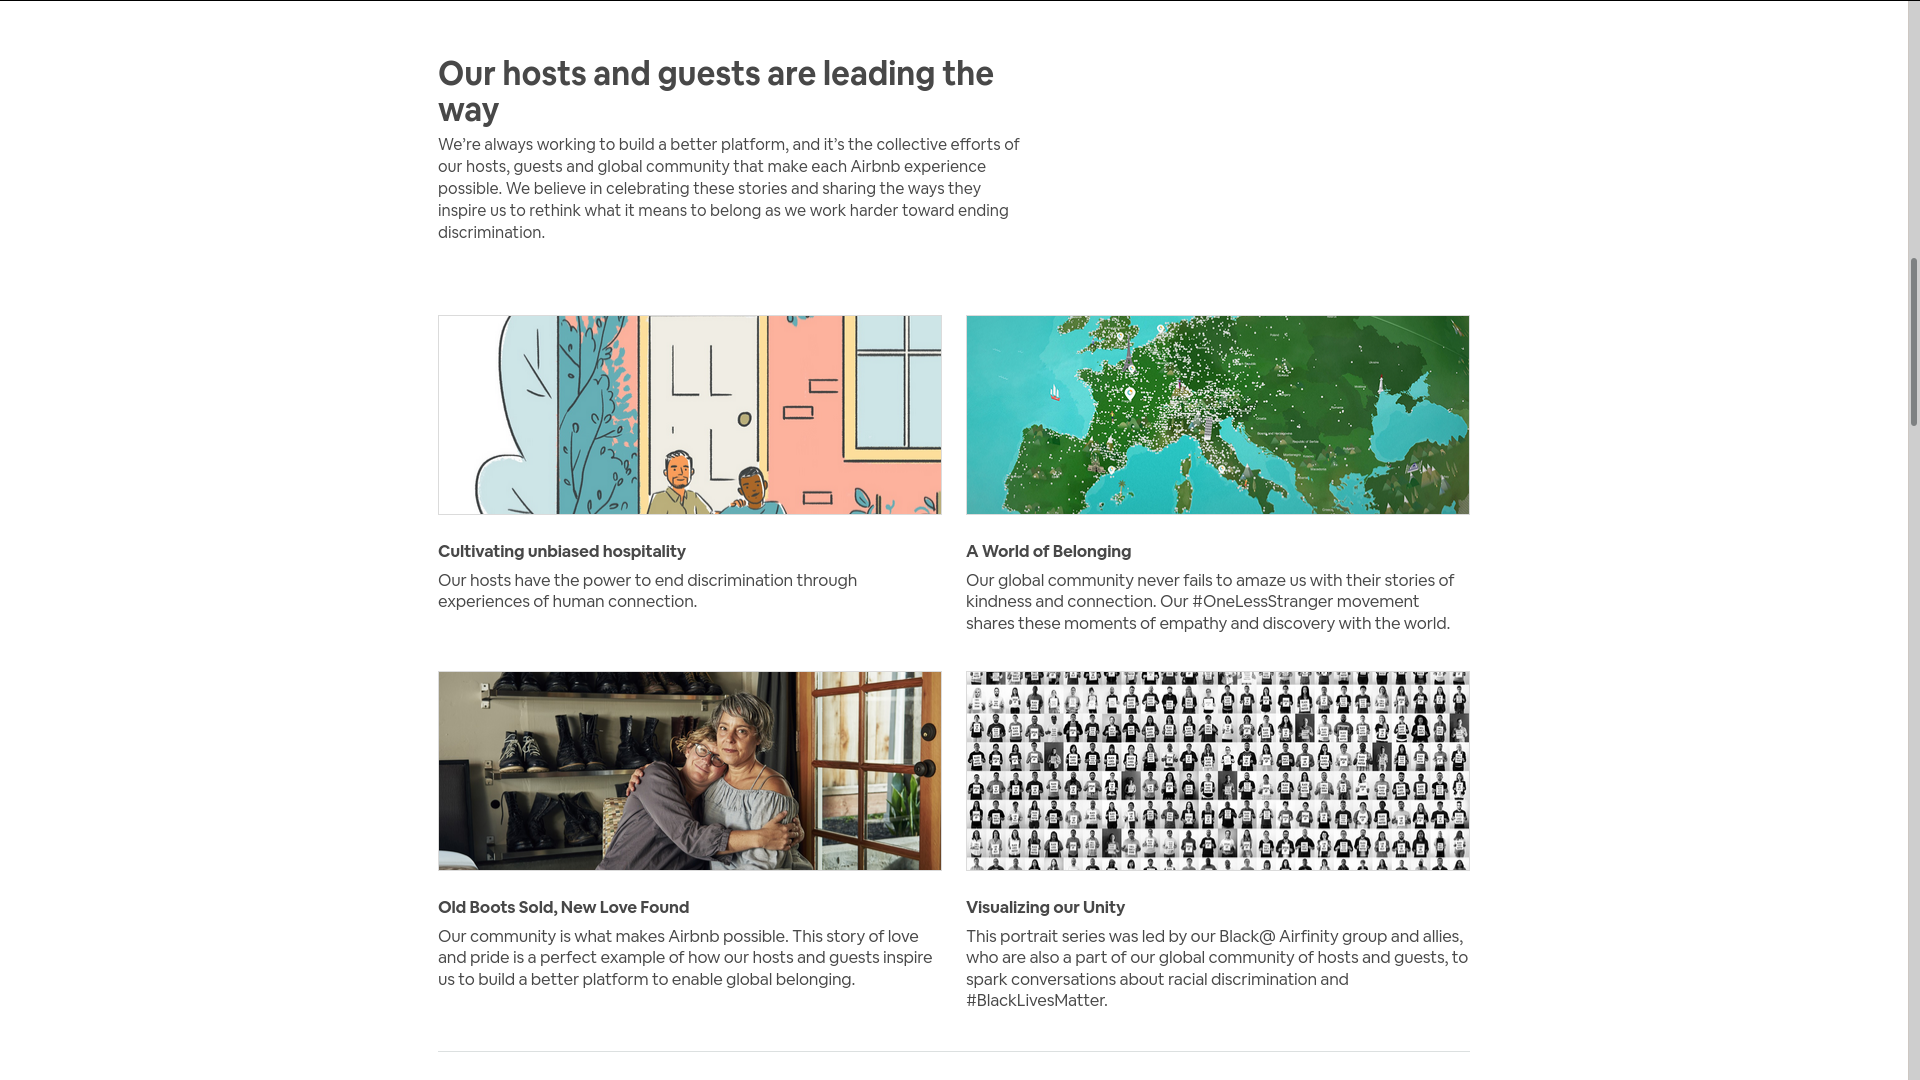 Our hosts and guests are leading the
way
We’re always working to build a better platform, and it’s the collective efforts of
our hosts, guests and global community that make each Airbnb experience
possible. We believe in celebrating these stories and sharing the ways they
inspire us to rethink what it means to belong as we work harder toward ending
discrimination.
Cultivating unbiased hospitality
Our hosts have the power to end discrimination through
experiences of human connection.
A World of Belonging
Our global community never fails to amaze us with their stories of
kindness and connection. Our #OneLessStranger movement
shares these moments of empathy and discovery with the world.
Old Boots Sold, New Love Found
Our community is what makes Airbnb possible. This story of love
and pride is a perfect example of how our hosts and guests inspire
us to build a better platform to enable global belonging.
Visualizing our Unity
This portrait series was led by our Black@ Airfinity group and allies,
who are also a part of our global community of hosts and guests, to
spark conversations about racial discrimination and
#BlackLivesMatter.